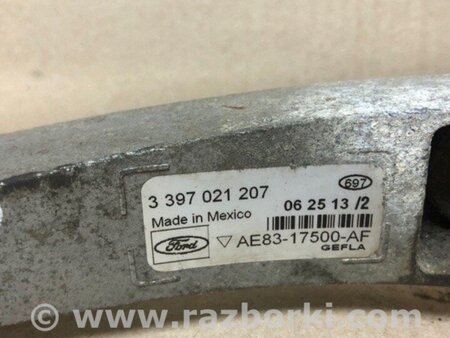 3 397 021 207
697
Made in Mexico
06 25 13 /2
Ford
AE83-17500-AF
GEFLA
www.razborki.com